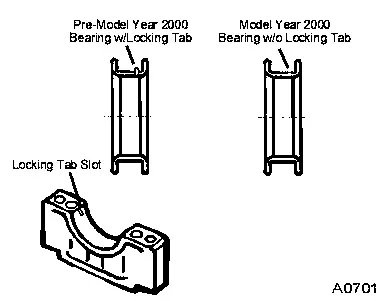 Pre-Model Year 2000
Bearing w/Locking Tab
Model Year 2000
Bearing w/o Locking Tab
Locking Tab Slot
A0701